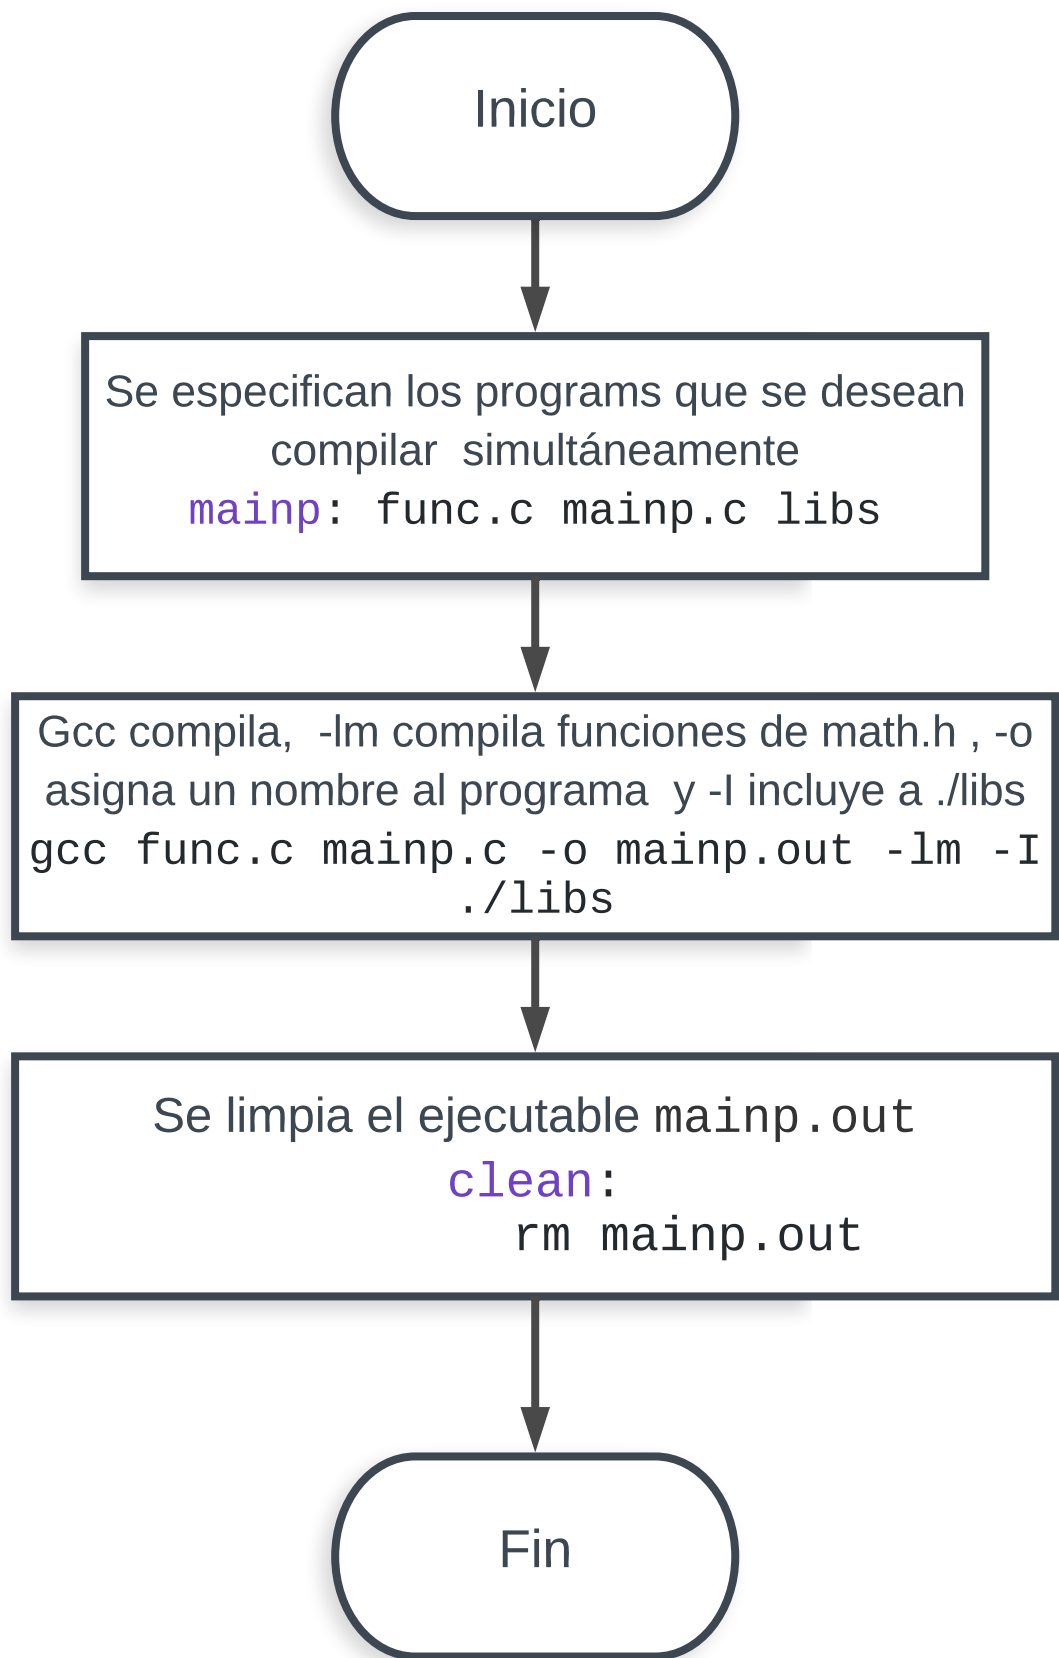 Inicio
Se especifican los programs que se desean
compilar  simultáneamente
mainp: func.c mainp.c libs
Gcc compila,  -lm compila funciones de math.h , -o
asigna un nombre al programa  y -I incluye a ./libs
gcc func.c mainp.c -o mainp.out -lm -I
./libs
Se limpia el ejecutable mainp.out
clean:
rm mainp.out
Fin